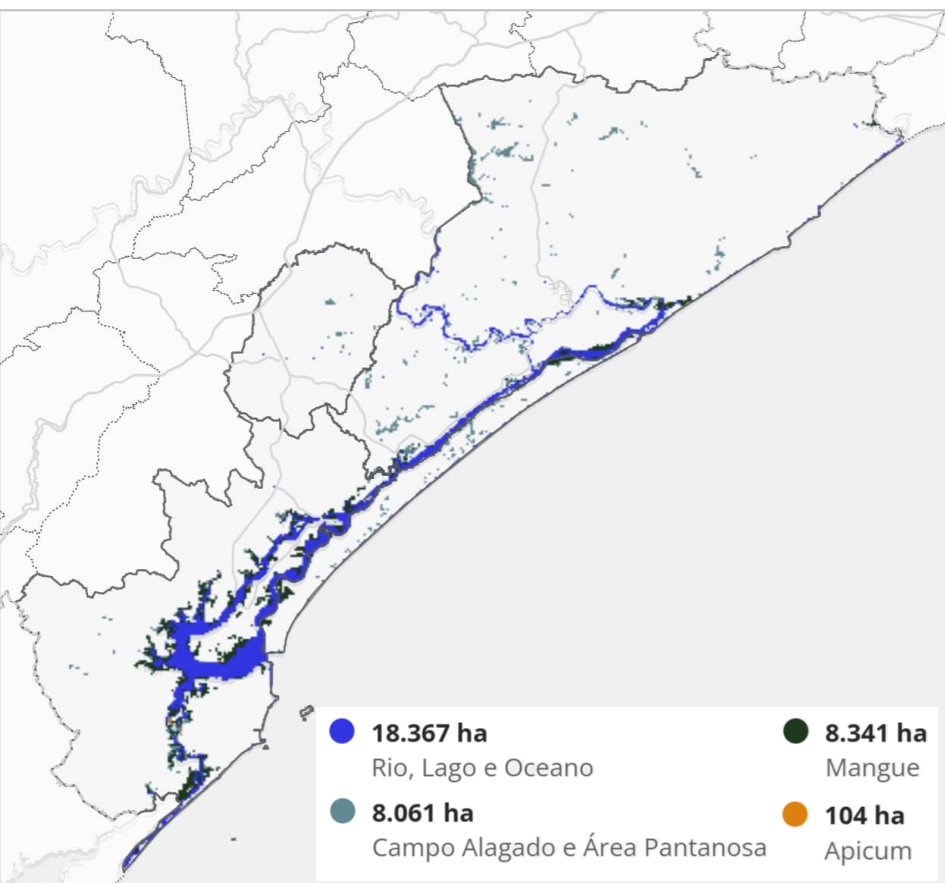 18.367 ha
Rio, Lago e Oceano
8.341 ha
Mangue
8.061 ha
Campo Alagado e Área Pantanosa
104 ha
Apicum